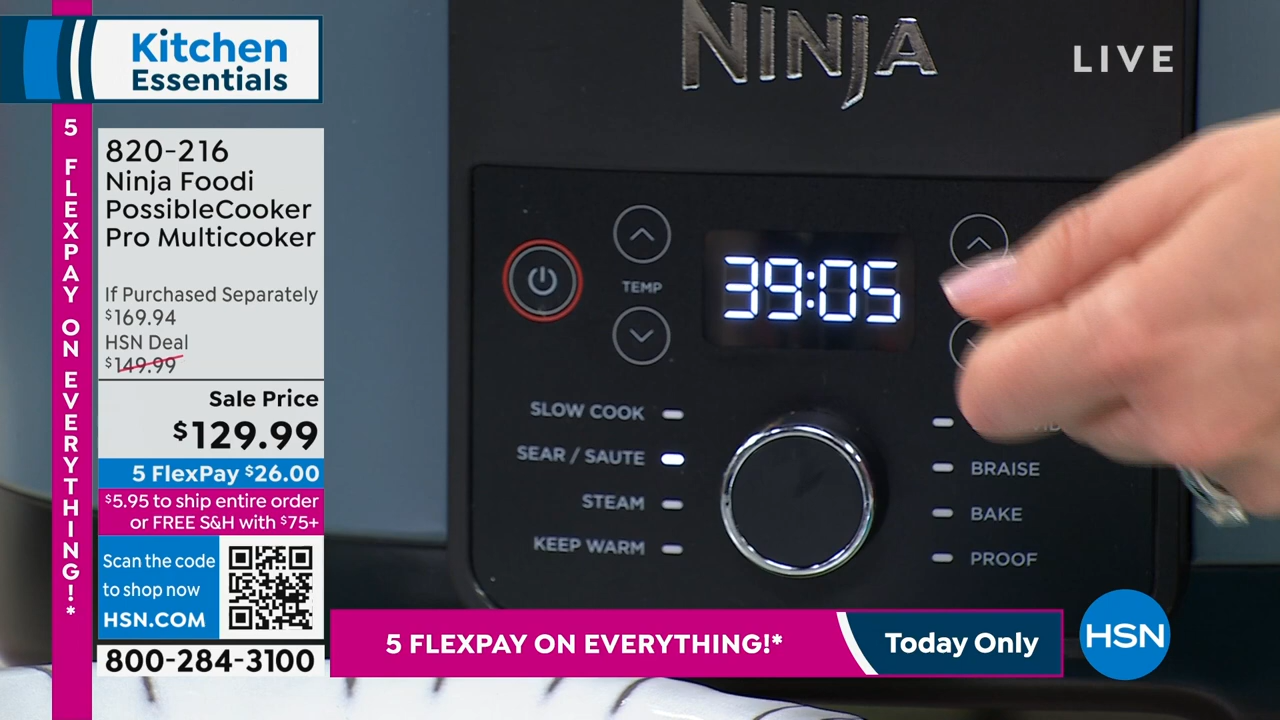 Kitchen
Essentials
LIVE
NINJA
5 FLEXPAY ON EVERYTHING!*
820-216
Ninja Foodi
PossibleCooker
Pro Multicooker
If Purchased Separately
$169.94
HSN Deal
$149.99
Sale Price
$129.99
5 FlexPay $26.00
$5.95 to ship entire order
or FREE S&H with $75+
Scan the code
to shop now
HSN.COM
800-284-3100
TEMP
39:05
SLOW COOK
SEAR / SAUTE
STEAM
KEEP WARM
BRAISE
BAKE
PROOF
5 FLEXPAY ON EVERYTHING!*
Today Only
HSN